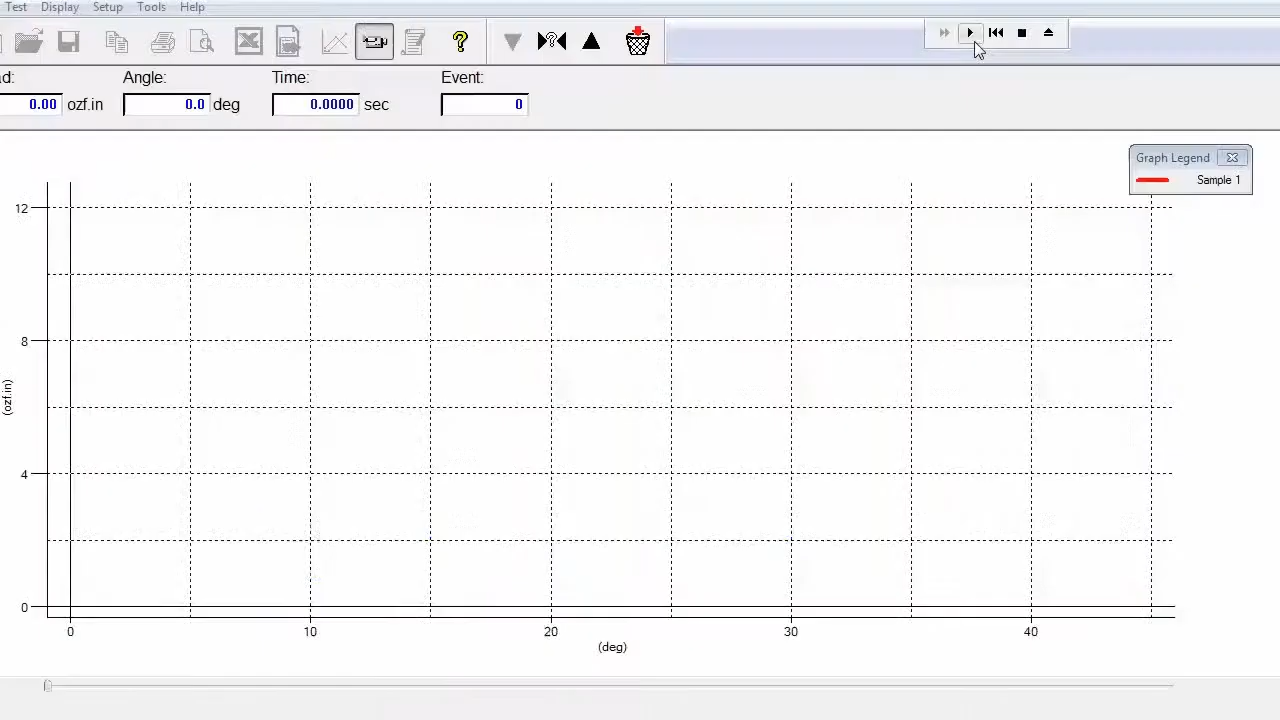 Test Display Setup Tools Help
ad: Angle: Time: Event:
0.00 ozf.in 0.0 deg 0.0000 sec 0
Graph Legend
Sample 1
12
8
4
0
(ozf.in)
0 10 20 30 40
(deg)